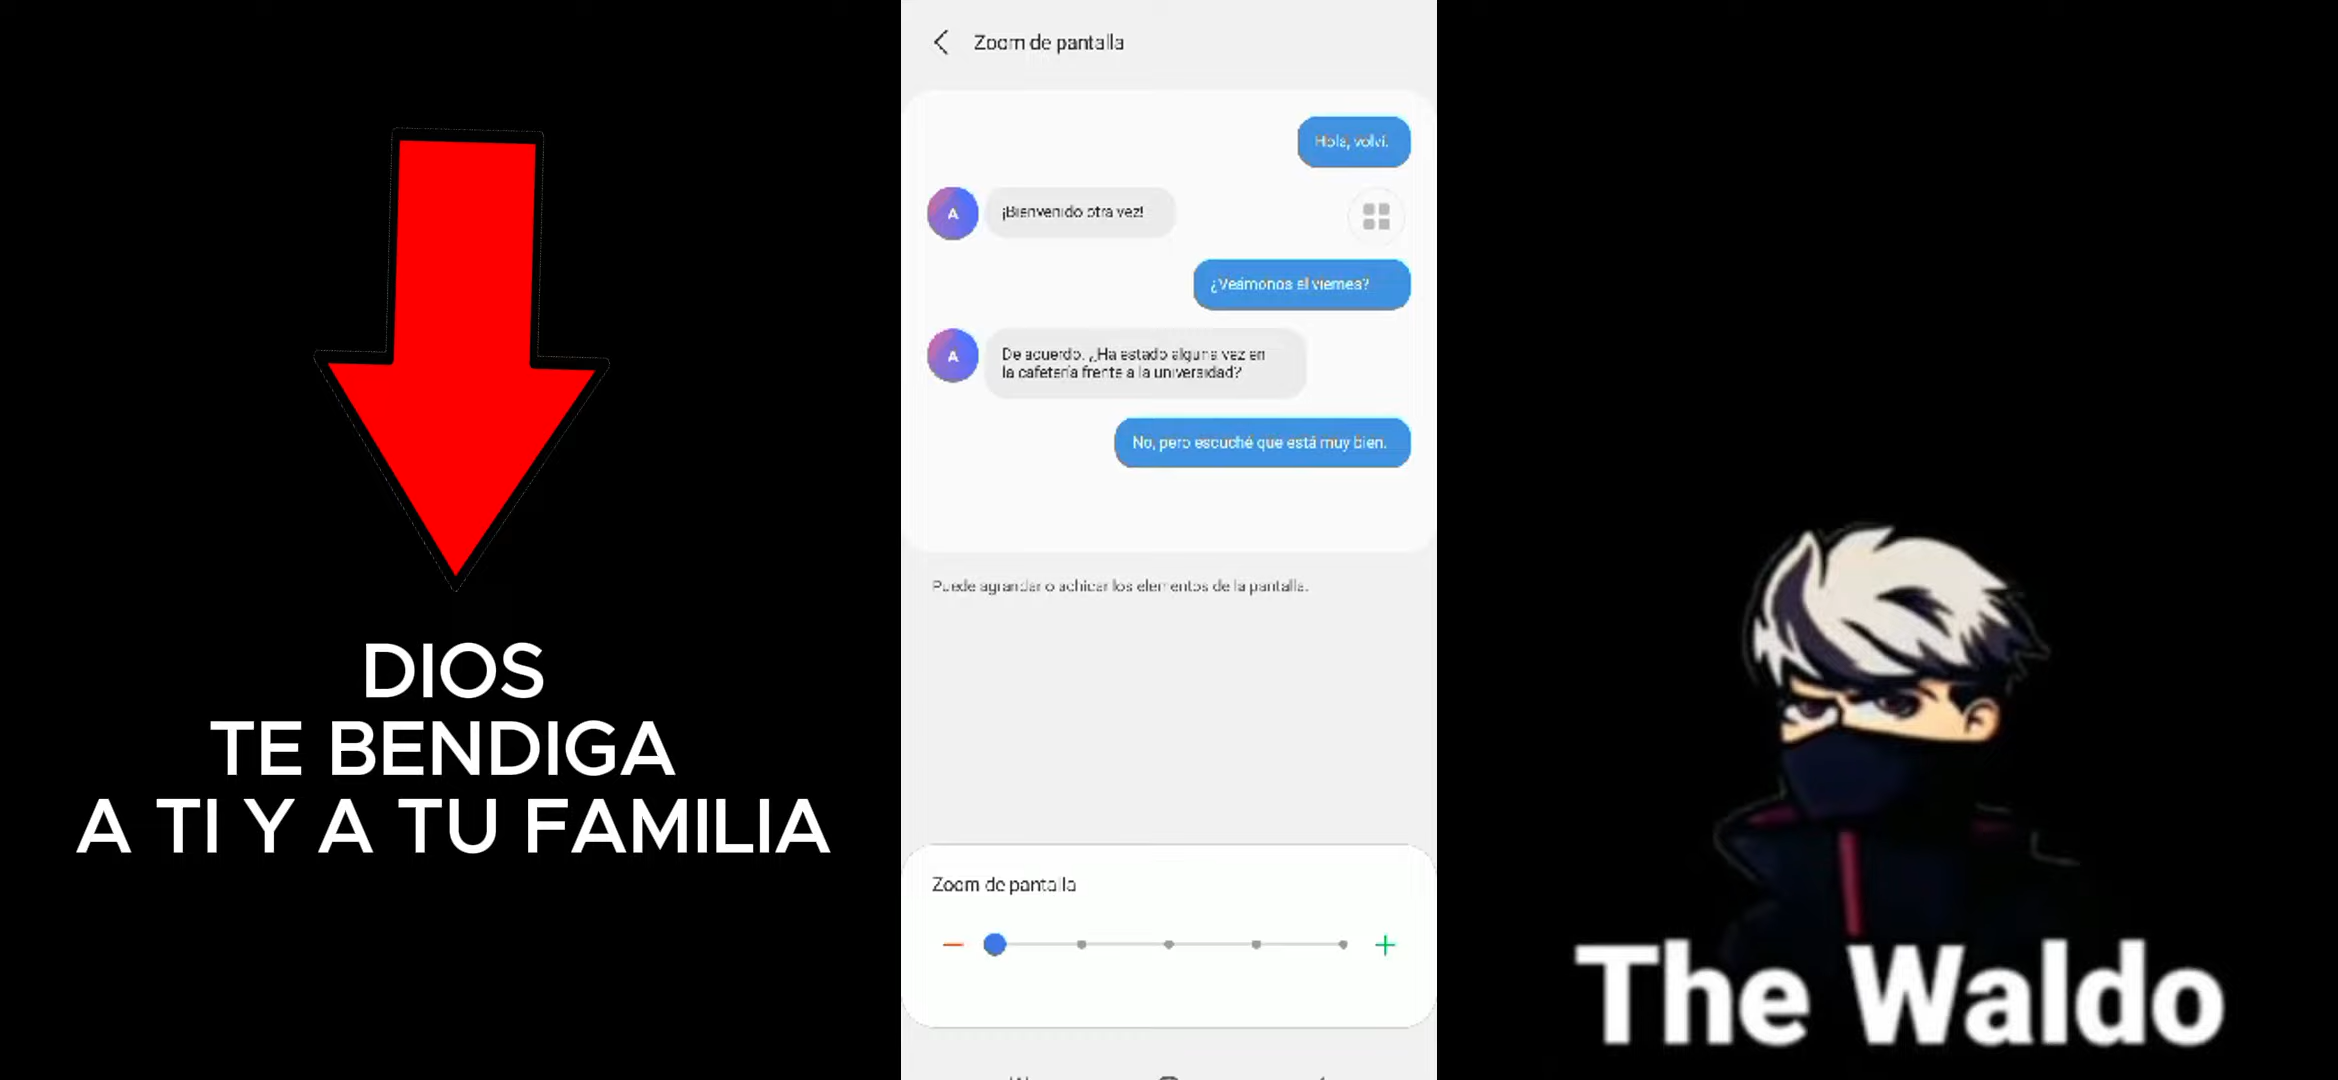 Zoom de pantalla
Hola, volví.
A
¡Bienvenido otra vez!
¿Veámonos el viernes?
A
De acuerdo. ¿Ha estado alguna vez en
la cafetería frente a la universidad?
No, pero escuché que está muy bien.
Puede agrandar o achicar los elementos de la pantalla.
Zoom de pantalla
DIOS
TE BENDIGA
A TI Y A TU FAMILIA
The Waldo